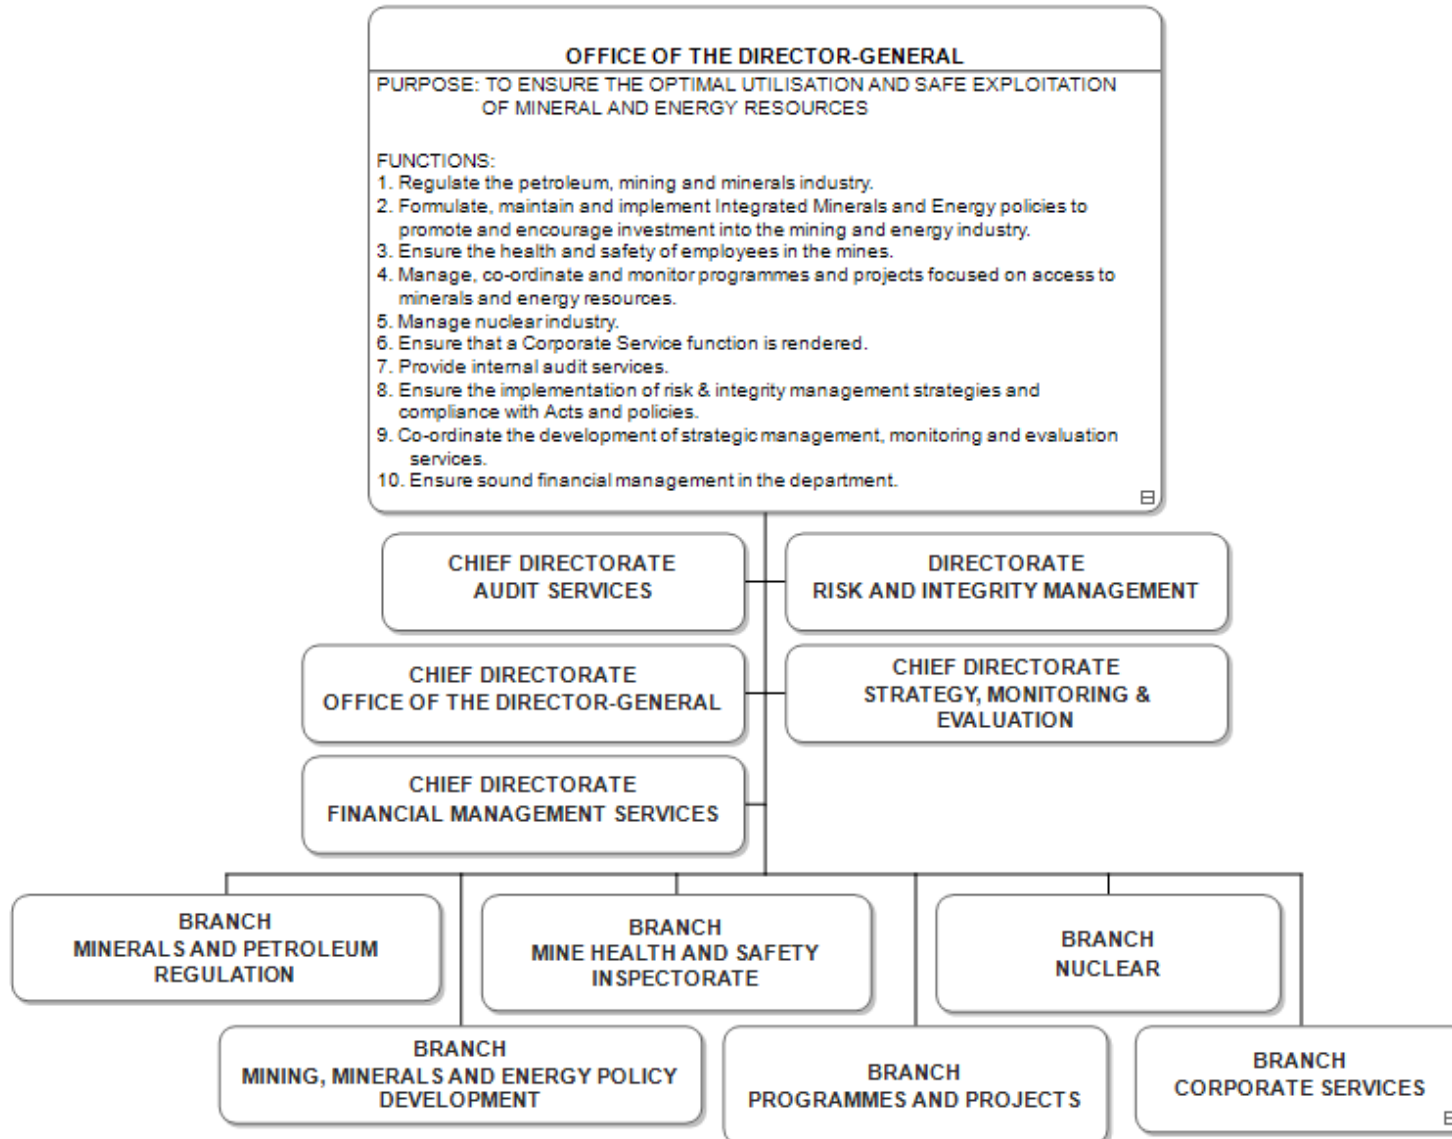 OFFICE OF THE DIRECTOR-GENERAL
PURPOSE: TO ENSURE THE OPTIMAL UTILISATION AND SAFE EXPLOITATION
OF MINERAL AND ENERGY RESOURCES
FUNCTIONS:
1. Regulate the petroleum, mining and minerals industry.
2. Formulate, maintain and implement Integrated Minerals and Energy policies to
promote and encourage investment into the mining and energy industry.
3. Ensure the health and safety of employees in the mines.
4. Manage, co-ordinate and monitor programmes and projects focused on access to
minerals and energy resources.
5. Manage nuclear industry.
6. Ensure that a Corporate Service function is rendered.
7. Provide internal audit services.
8. Ensure the implementation of risk & integrity management strategies and
compliance with Acts and policies.
9. Co-ordinate the development of strategic management, monitoring and evaluation
services.
10. Ensure sound financial management in the department.
CHIEF DIRECTORATE
AUDIT SERVICES
DIRECTORATE
RISK AND INTEGRITY MANAGEMENT
CHIEF DIRECTORATE
OFFICE OF THE DIRECTOR-GENERAL
CHIEF DIRECTORATE
STRATEGY, MONITORING &
EVALUATION
CHIEF DIRECTORATE
FINANCIAL MANAGEMENT SERVICES
BRANCH
MINERALS AND PETROLEUM
REGULATION
BRANCH
MINE HEALTH AND SAFETY
INSPECTORATE
BRANCH
NUCLEAR
BRANCH
MINING, MINERALS AND ENERGY POLICY
DEVELOPMENT
BRANCH
PROGRAMMES AND PROJECTS
BRANCH
CORPORATE SERVICES